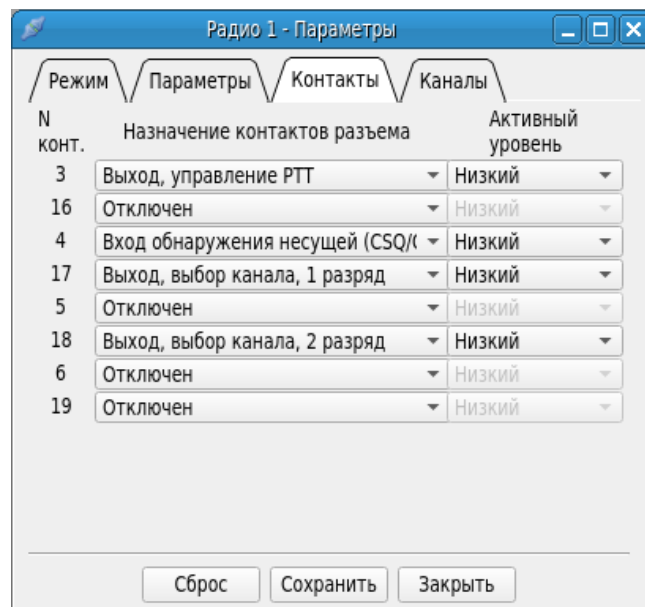 Радио 1 - Параметры
Режим Параметры Контакты Каналы
N конт. Назначение контактов разъема Активный уровень
3 Выход, управление PTT Низкий
16 Отключен Низкий
4 Вход обнаружения несущей (CSQ/ Низкий
17 Выход, выбор канала, 1 разряд Низкий
5 Отключен Низкий
18 Выход, выбор канала, 2 разряд Низкий
6 Отключен Низкий
19 Отключен Низкий
Сброс Сохранить Закрыть